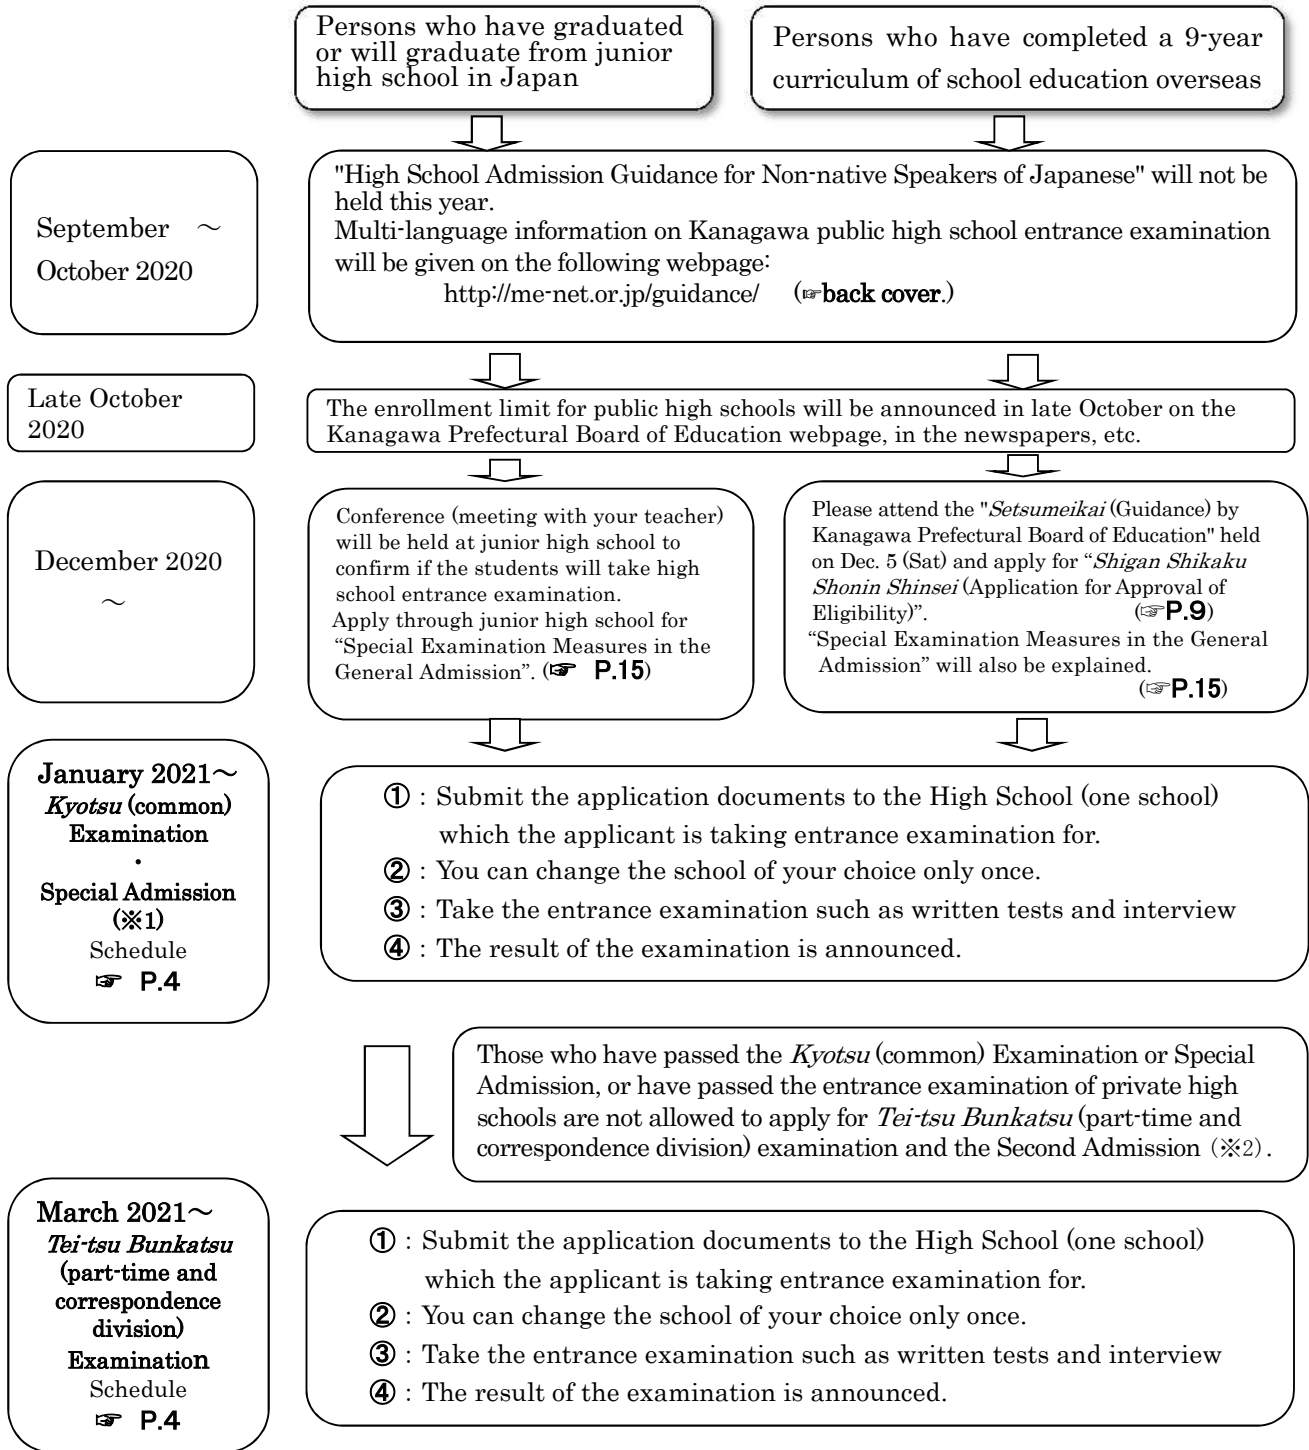 Persons who have graduated
or will graduate from junior
high school in Japan
Persons who have completed a 9-year
curriculum of school education overseas
September ～
October 2020
"High School Admission Guidance for Non-native Speakers of Japanese" will not be
held this year.
Multi-language information on Kanagawa public high school entrance examination
will be given on the following webpage:
http://me-net.or.jp/guidance/ (☞back cover.)
Late October
2020
The enrollment limit for public high schools will be announced in late October on the
Kanagawa Prefectural Board of Education webpage, in the newspapers, etc.
December 2020
～
Conference (meeting with your teacher)
will be held at junior high school to
confirm if the students will take high
school entrance examination.
Apply through junior high school for
“Special Examination Measures in the
General Admission”. (☞ P.15)
Please attend the "Setsumeikai (Guidance) by
Kanagawa Prefectural Board of Education" held
on Dec. 5 (Sat) and apply for “Shigan Shikaku
Shonin Shinsei (Application for Approval of
Eligibility)”. (☞P.9)
“Special Examination Measures in the General
Admission” will also be explained.
(☞P.15)
January 2021～
Kyotsu (common)
Examination
・
Special Admission
(※1)
Schedule
☞ P.4
① : Submit the application documents to the High School (one school)
which the applicant is taking entrance examination for.
② : You can change the school of your choice only once.
③ : Take the entrance examination such as written tests and interview
④ : The result of the examination is announced.
Those who have passed the Kyotsu (common) Examination or Special
Admission, or have passed the entrance examination of private high
schools are not allowed to apply for Tei-tsu Bunkatsu (part-time and
correspondence division) examination and the Second Admission (※2).
March 2021～
Tei-tsu Bunkatsu
(part-time and
correspondence
division)
Examination
Schedule
☞ P.4
① : Submit the application documents to the High School (one school)
which the applicant is taking entrance examination for.
② : You can change the school of your choice only once.
③ : Take the entrance examination such as written tests and interview
④ : The result of the examination is announced.